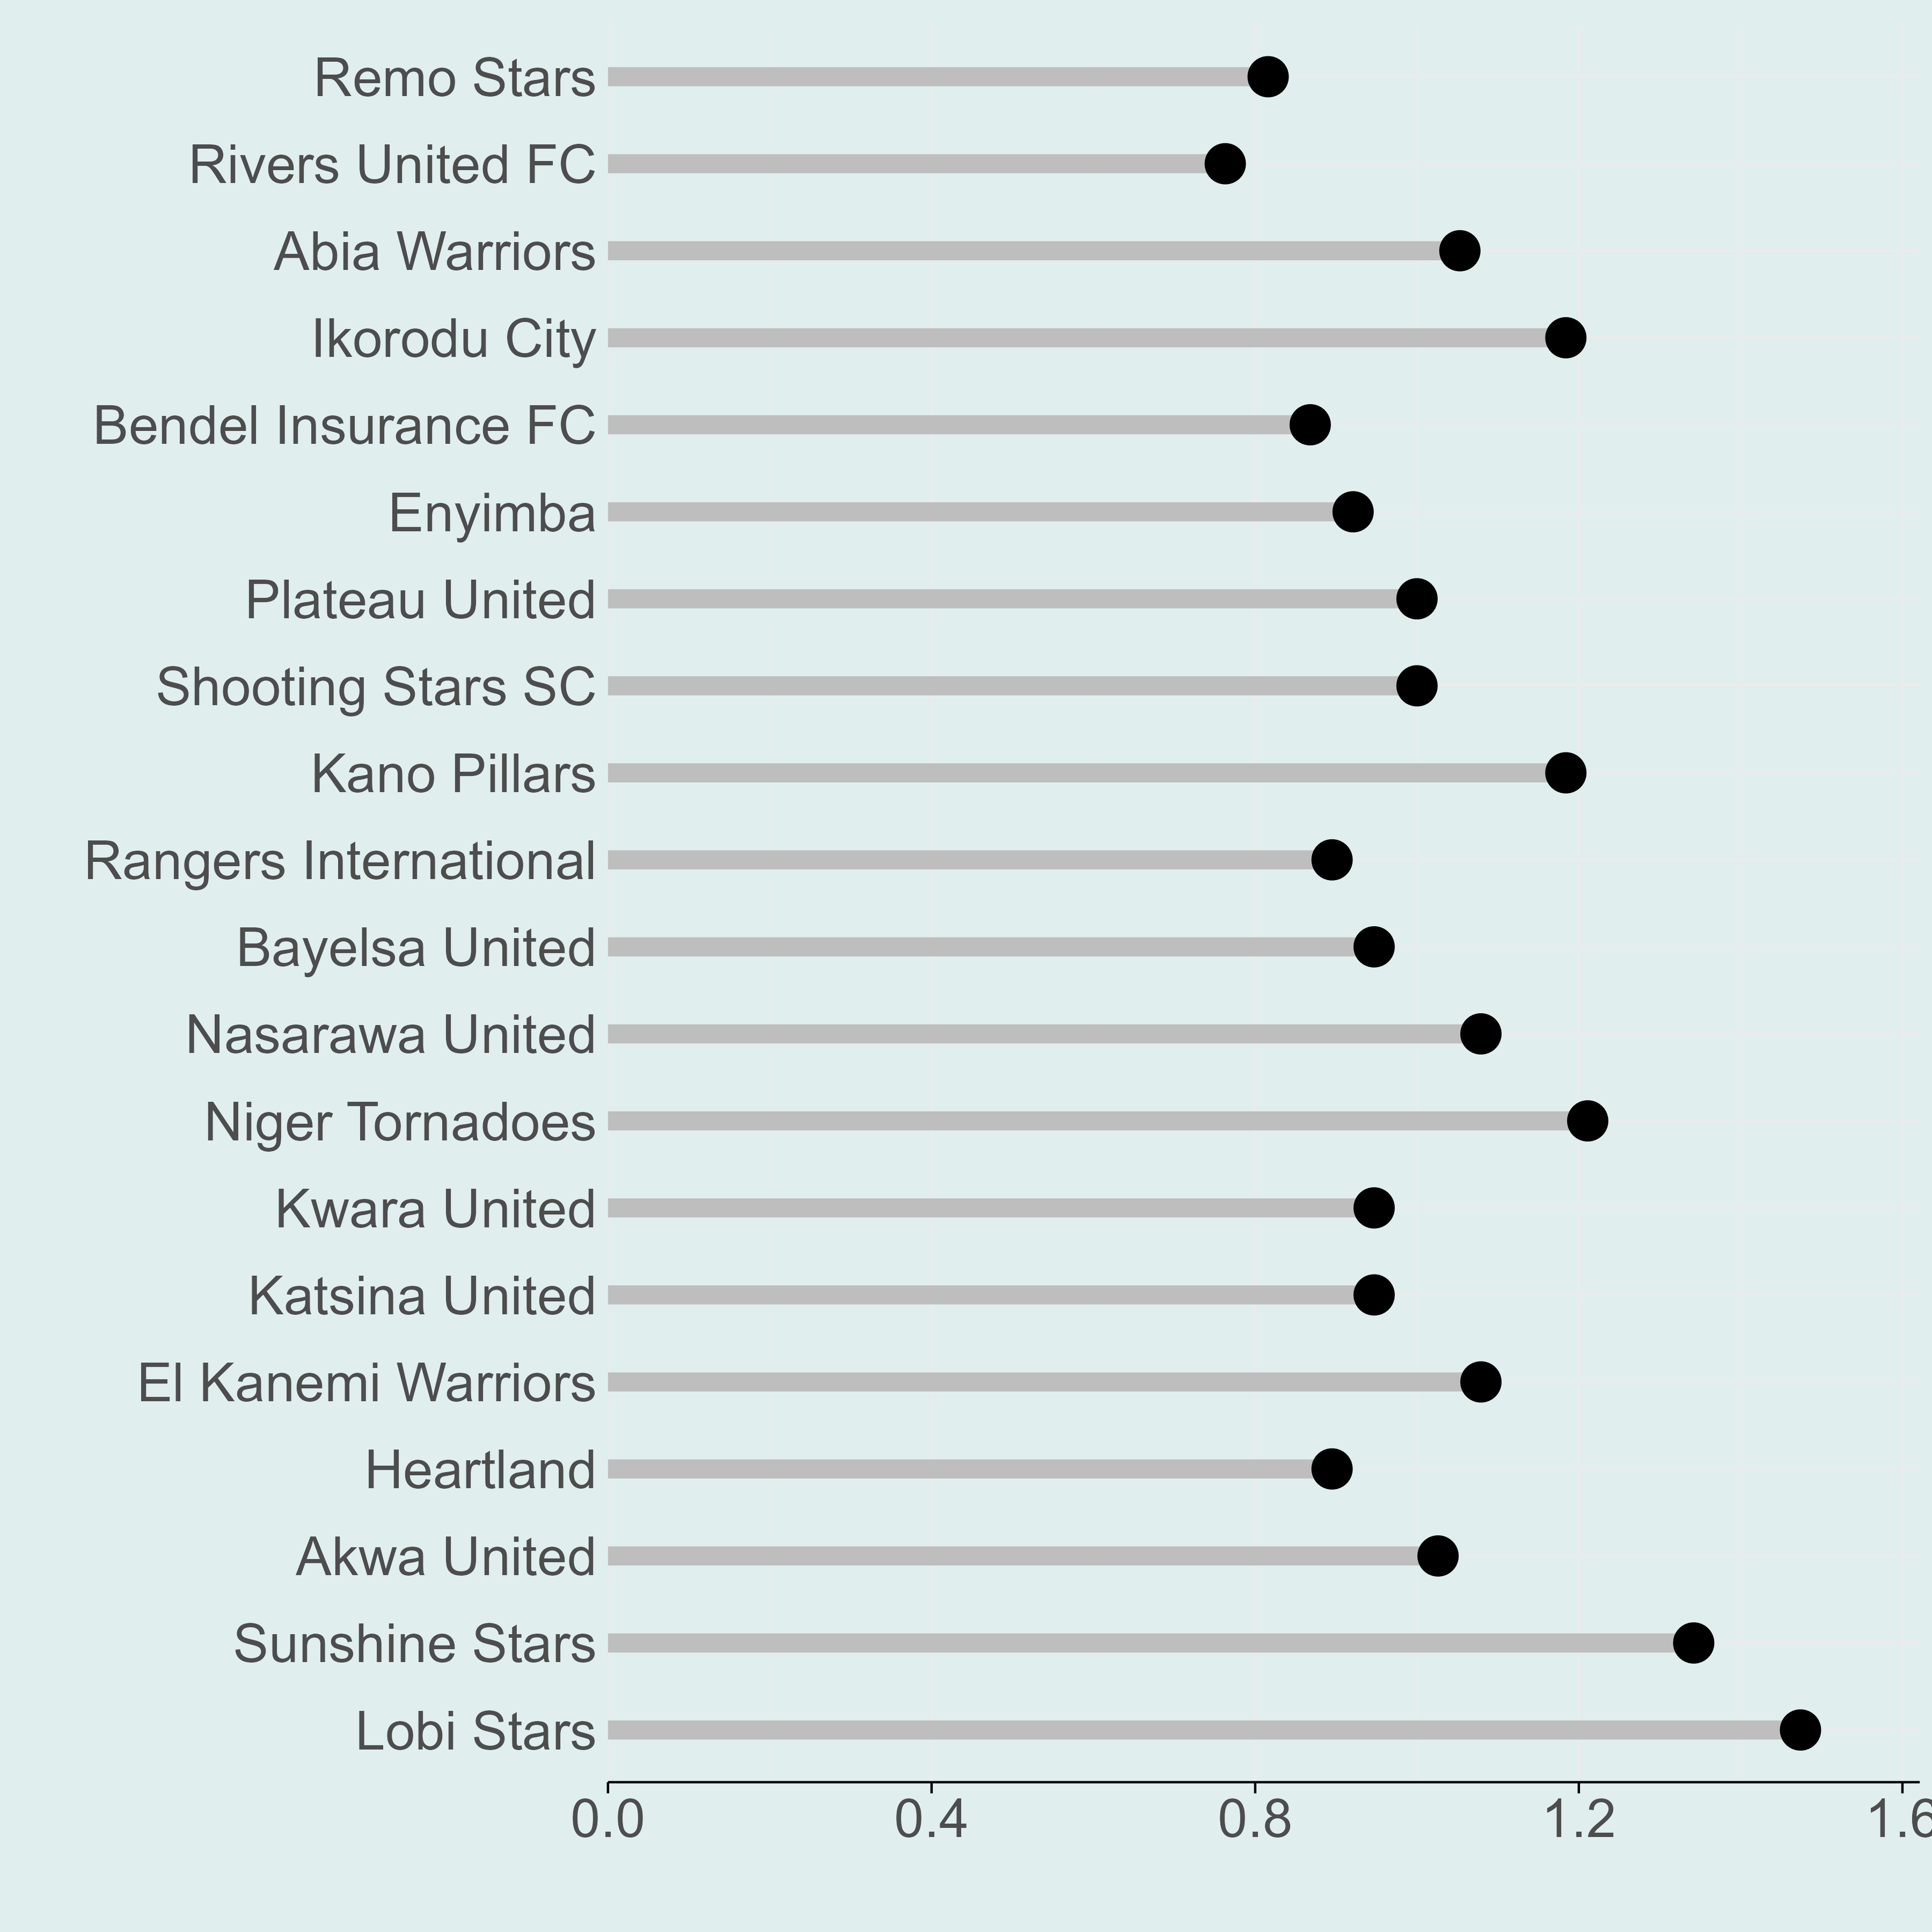 Remo Stars
Rivers United FC
Abia Warriors
Ikorodu City
Bendel Insurance FC
Enyimba
Plateau United
Shooting Stars SC
Kano Pillars
Rangers International
Bayelsa United
Nasarawa United
Niger Tornadoes
Kwara United
Katsina United
El Kanemi Warriors
Heartland
Akwa United
Sunshine Stars
Lobi Stars
0.0 0.4 0.8 1.2 1.6